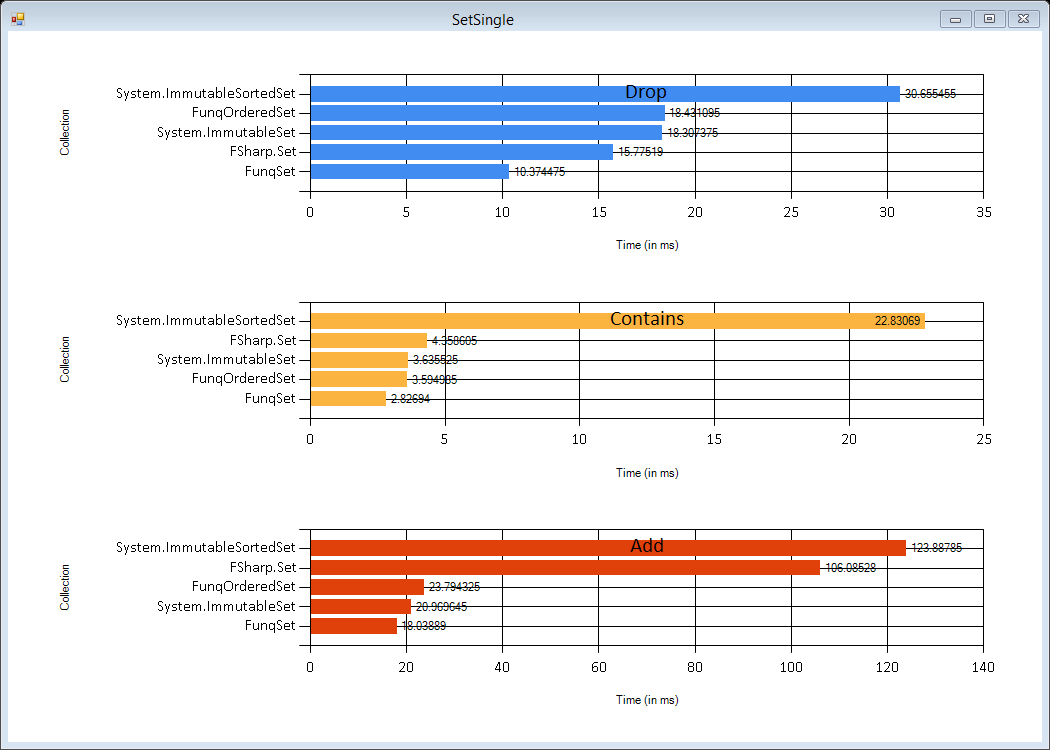 SetSingle
Drop
Collection
System.ImmutableSortedSet 30.655455
FunqOrderedSet 18.431095
System.ImmutableSet 18.307375
FSharp.Set 15.77519
FunqSet 10.374475
0 5 10 15 20 25 30 35
Time (in ms)
Contains
Collection
System.ImmutableSortedSet 22.83069
FSharp.Set 4.358605
System.ImmutableSet 3.635525
FunqOrderedSet 3.594985
FunqSet 2.82694
0 5 10 15 20 25
Time (in ms)
Add
Collection
System.ImmutableSortedSet 123.88785
FSharp.Set 106.08528
FunqOrderedSet 23.794325
System.ImmutableSet 20.969645
FunqSet 18.03889
0 20 40 60 80 100 120 140
Time (in ms)